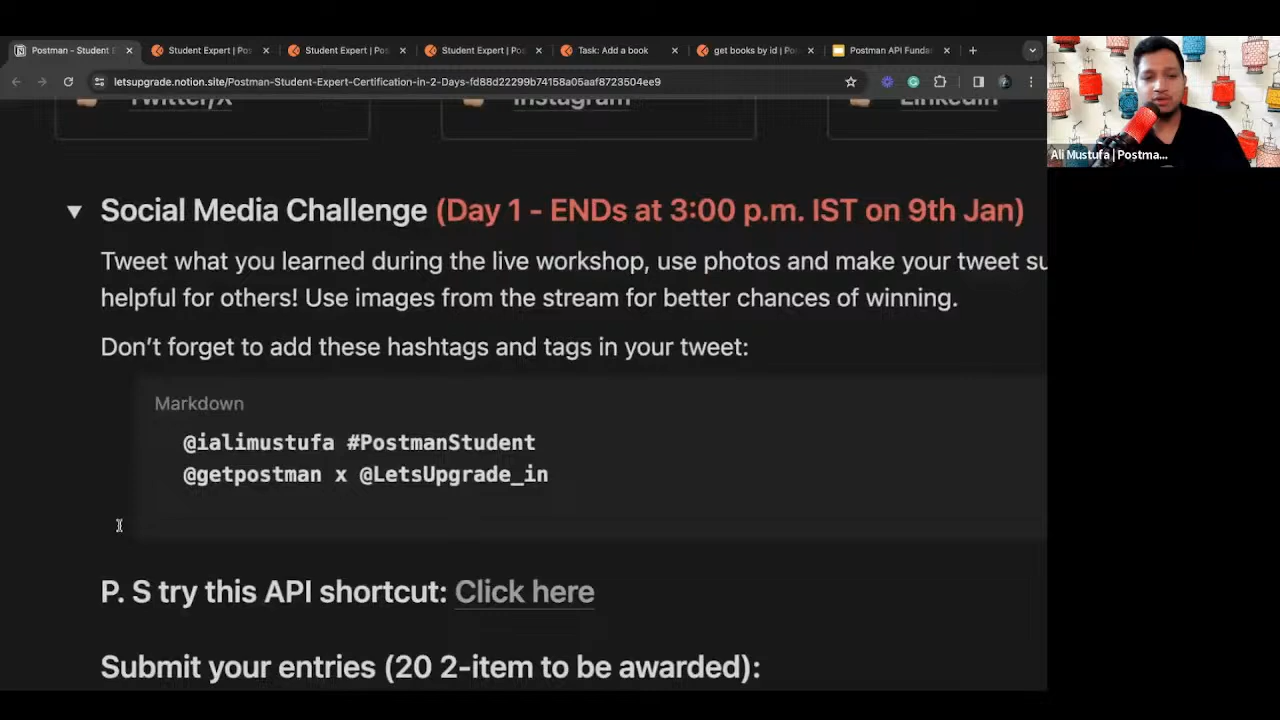 Postman - Student E
Student Expert | Pos
Student Expert | Pos
Student Expert | Pos
Task: Add a book
get books by id | Po
Postman API Funda
letsupgrade.notion.site/Postman-Student-Expert-Certification-in-2-Days-fd88d22299b74158a05aaf8723504ee9
Twitter/X
Instagram
LinkedIn
Ali Mustufa | Postma...
Social Media Challenge (Day 1 - ENDs at 3:00 p.m. IST on 9th Jan)
Tweet what you learned during the live workshop, use photos and make your tweet su
helpful for others! Use images from the stream for better chances of winning.
Don’t forget to add these hashtags and tags in your tweet:
Markdown
@ialimustufa #PostmanStudent
@getpostman x @LetsUpgrade_in
P. S try this API shortcut: Click here
Submit your entries (20 2-item to be awarded):